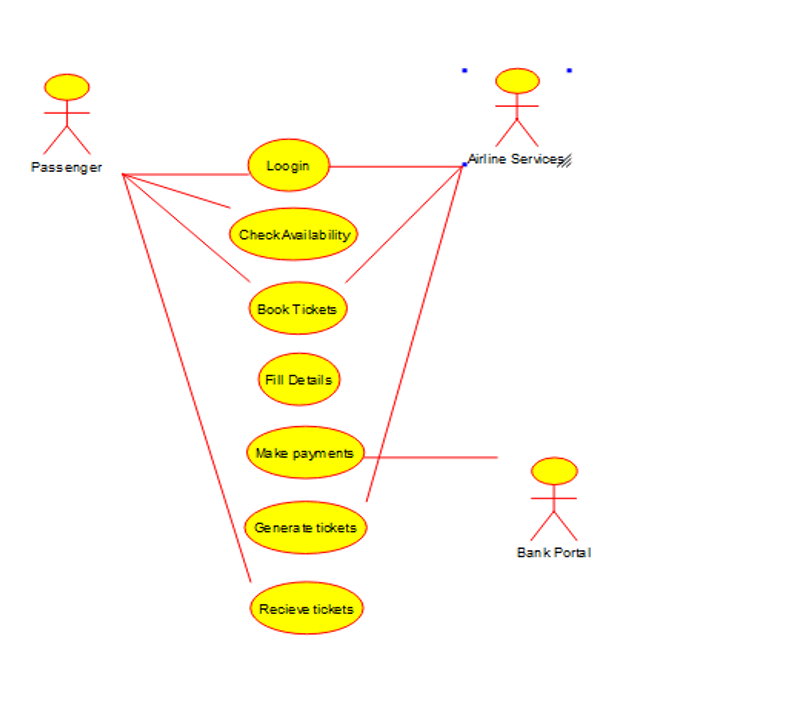 Passenger
Airline Services
Loogin
CheckAvailability
Book Tickets
Fill Details
Make payments
Generate tickets
Bank Portal
Recieve tickets